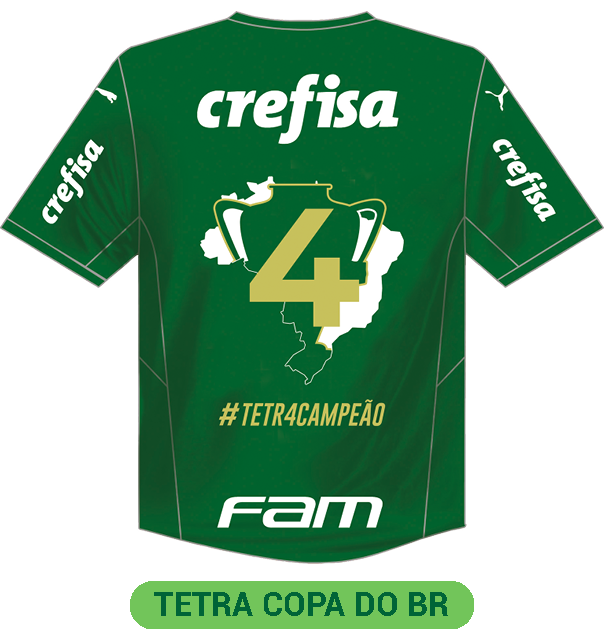 crefisa
crefisa
crefisa
4
#TETR4CAMPEÃO
FAM
TETRA COPA DO BR